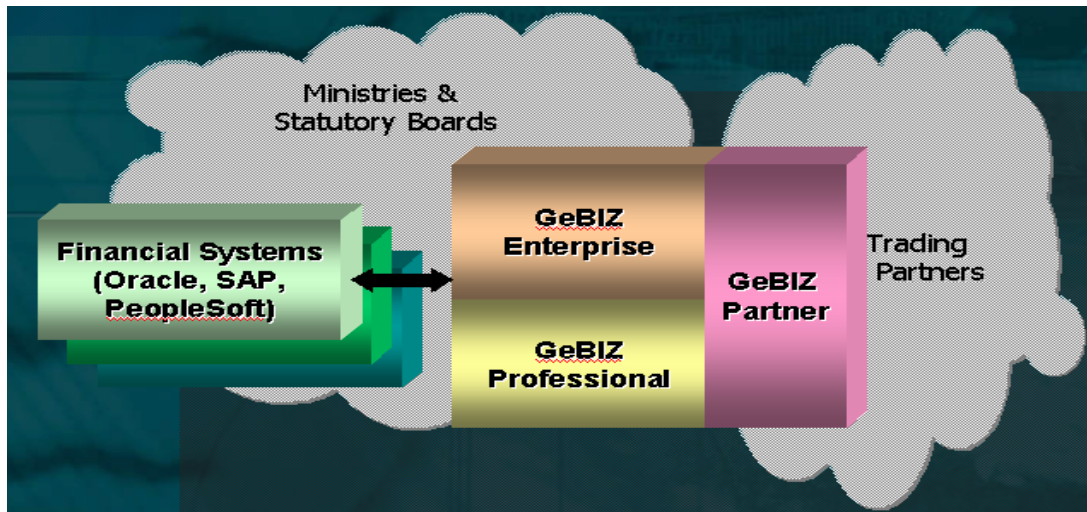 Ministries &
Statutory Boards
Financial Systems
(Oracle, SAP,
PeopleSoft)
GeBIZ
Enterprise
GeBIZ
Professional
GeBIZ
Partner
Trading
Partners